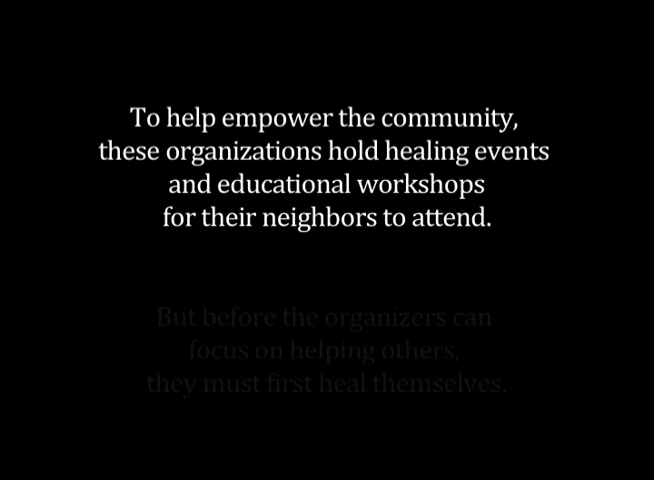 To help empower the community,
these organizations hold healing events
and educational workshops
for their neighbors to attend.
But before the organizers can
focus on helping others,
they must first heal themselves.